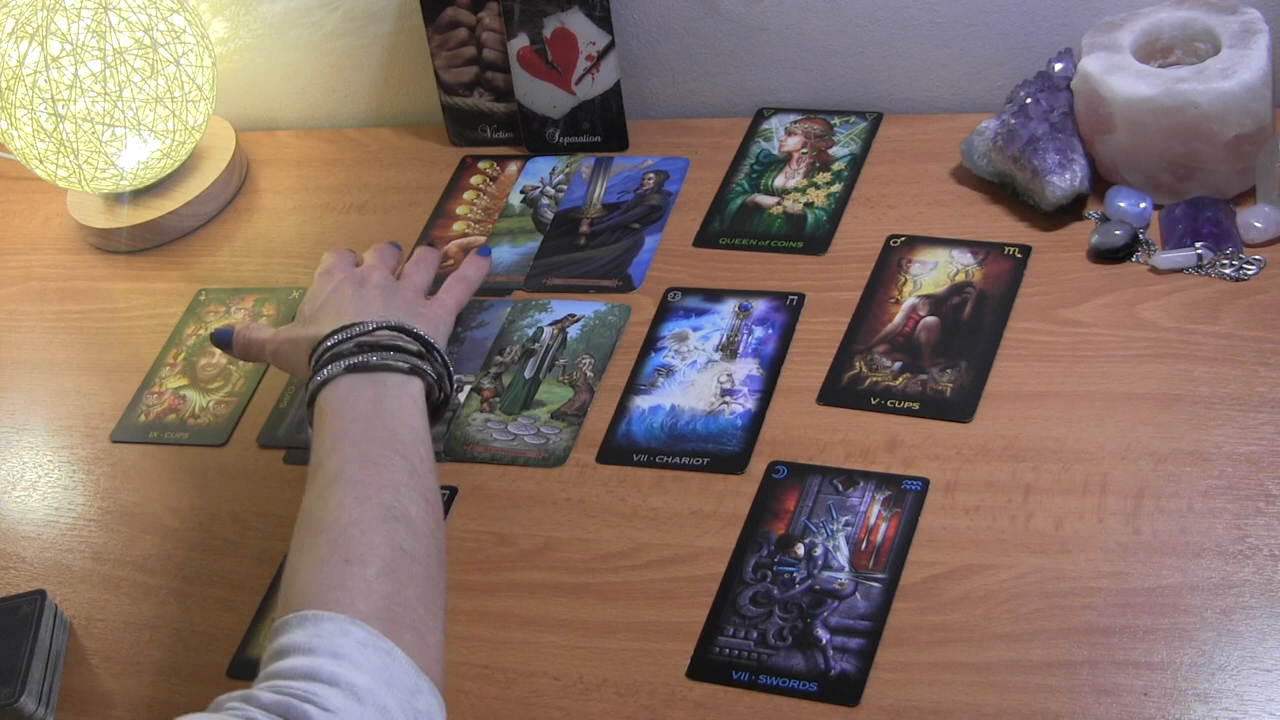 Victim
Separation
QUEEN of COINS
V • CUPS
IX • CUPS
VII • CHARIOT
VII • SWORDS